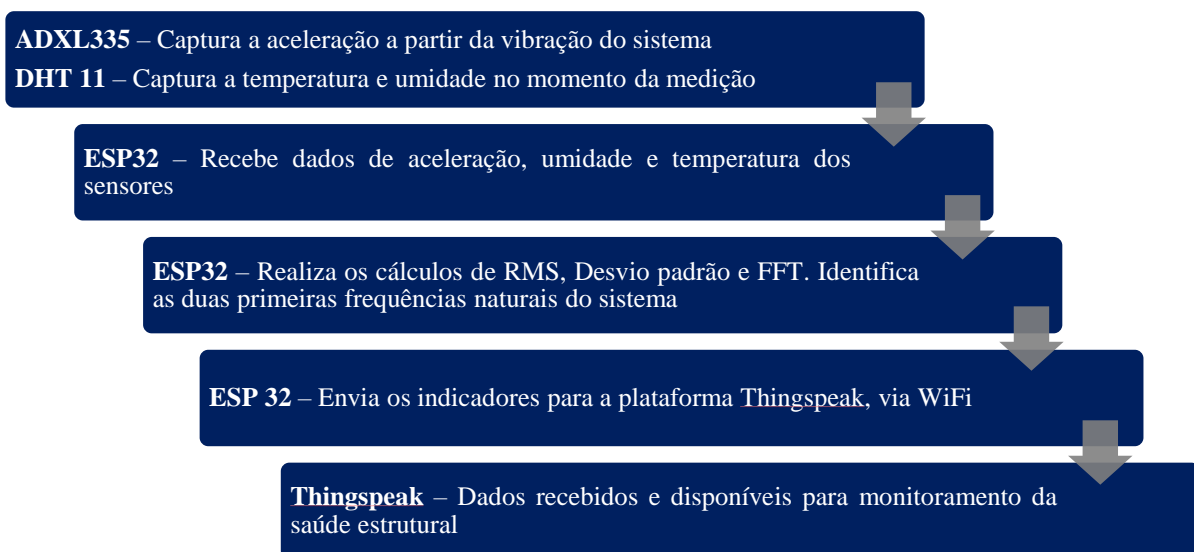 ADXL335 – Captura a aceleração a partir da vibração do sistema
DHT 11 – Captura a temperatura e umidade no momento da medição
ESP32 – Recebe dados de aceleração, umidade e temperatura dos
sensores
ESP32 – Realiza os cálculos de RMS, Desvio padrão e FFT. Identifica
as duas primeiras frequências naturais do sistema
ESP 32 – Envia os indicadores para a plataforma Thingspeak, via WiFi
Thingspeak – Dados recebidos e disponíveis para monitoramento da
saúde estrutural